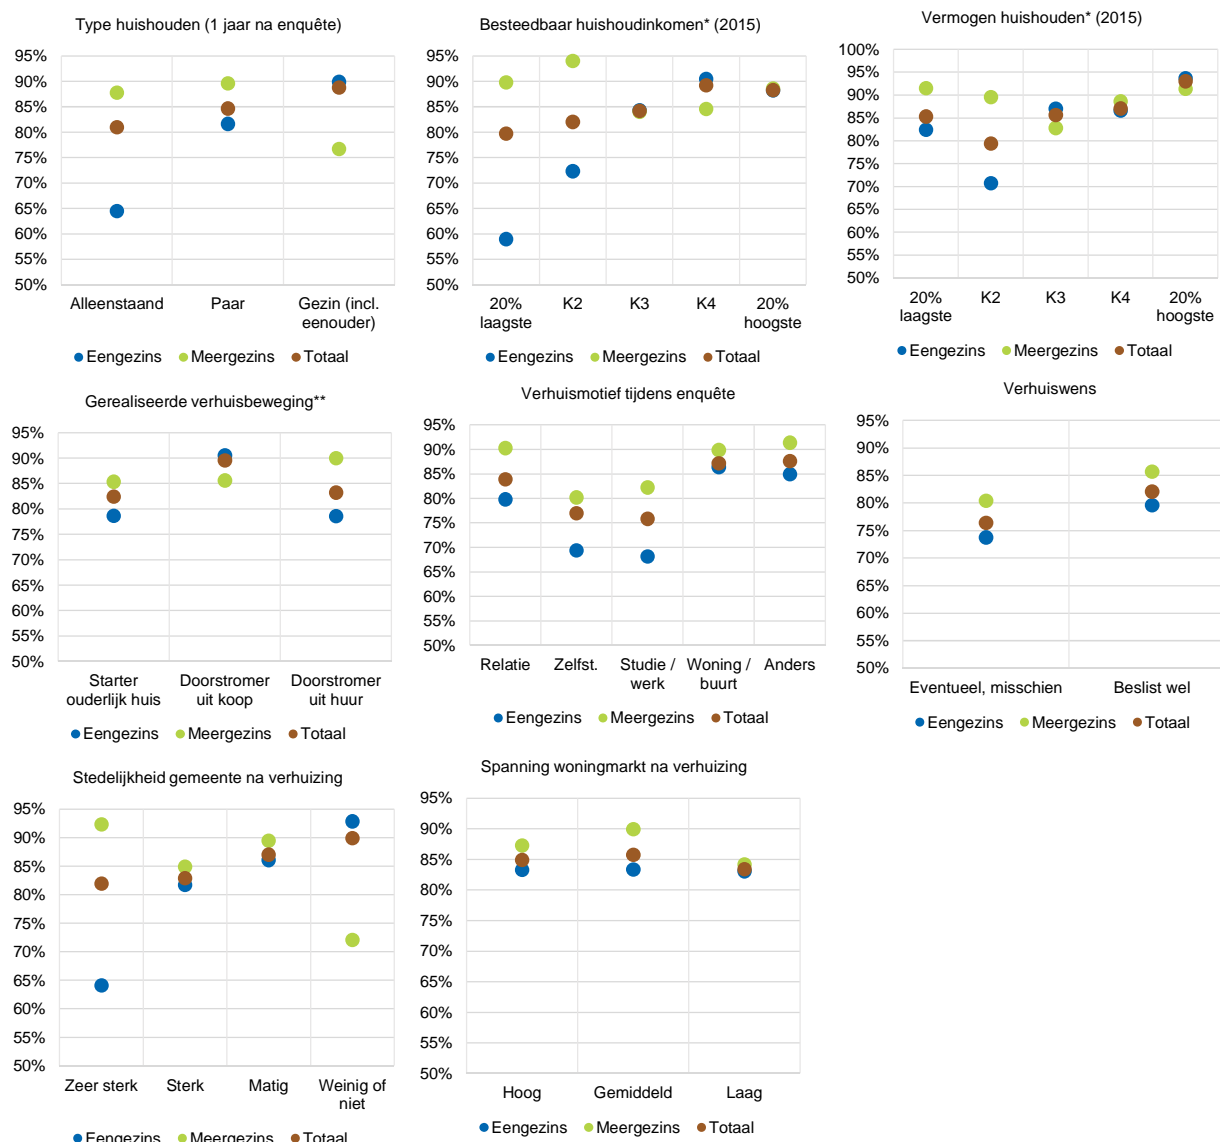 Type huishouden (1 jaar na enquête)
95%
90%
85%
80%
75%
70%
65%
60%
55%
50%
Alleenstaand
Paar
Gezin (incl.
eenouder)
Eengezins
Meergezins
Totaal
Besteedbaar huishoudinkomen* (2015)
95%
90%
85%
80%
75%
70%
65%
60%
55%
50%
20%
laagste
K2
K3
K4
20%
hoogste
Eengezins
Meergezins
Totaal
Vermogen huishouden* (2015)
100%
95%
90%
85%
80%
75%
70%
65%
60%
55%
50%
20%
laagste
K2
K3
K4
20%
hoogste
Eengezins
Meergezins
Totaal
Gerealiseerde verhuisbeweging**
95%
90%
85%
80%
75%
70%
65%
60%
55%
50%
Starter
ouderlijk huis
Doorstromer
uit koop
Doorstromer
uit huur
Eengezins
Meergezins
Totaal
Verhuismotief tijdens enquête
95%
90%
85%
80%
75%
70%
65%
60%
55%
50%
Relatie
Zelfst.
Studie /
werk
Woning /
buurt
Anders
Eengezins
Meergezins
Totaal
Verhuiswens
95%
90%
85%
80%
75%
70%
65%
60%
55%
50%
Eventueel, misschien
Beslist wel
Eengezins
Meergezins
Totaal
Stedelijkheid gemeente na verhuizing
95%
90%
85%
80%
75%
70%
65%
60%
55%
50%
Zeer sterk
Sterk
Matig
Weinig of
niet
Eengezins
Meergezins
Totaal
Spanning woningmarkt na verhuizing
95%
90%
85%
80%
75%
70%
65%
60%
55%
50%
Hoog
Gemiddeld
Laag
Eengezins
Meergezins
Totaal